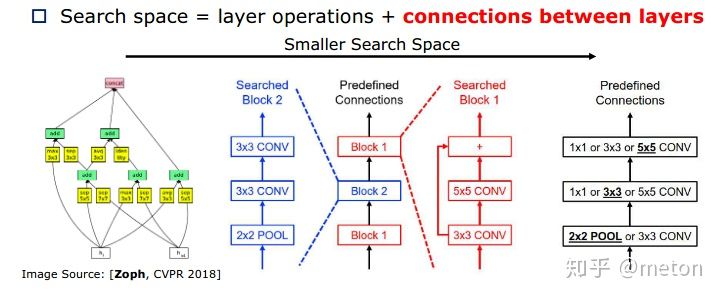 Search space = layer operations + connections between layers
Smaller Search Space
concat
add
add
add
max 3x3
sep 3x3
avg 3x3
iden tity
add
add
add
sep 5x5
sep 7x7
max 3x3
sep 7x7
avg 3x3
sep 5x5
Searched
Block 2
3x3 CONV
3x3 CONV
2x2 POOL
Predefined
Connections
Block 1
Block 2
Block 1
Searched
Block 1
+
5x5 CONV
3x3 CONV
Predefined
Connections
1x1 or 3x3 or 5x5 CONV
1x1 or 3x3 or 5x5 CONV
2x2 POOL or 3x3 CONV
Image Source: [Zoph, CVPR 2018]
知乎 @meton